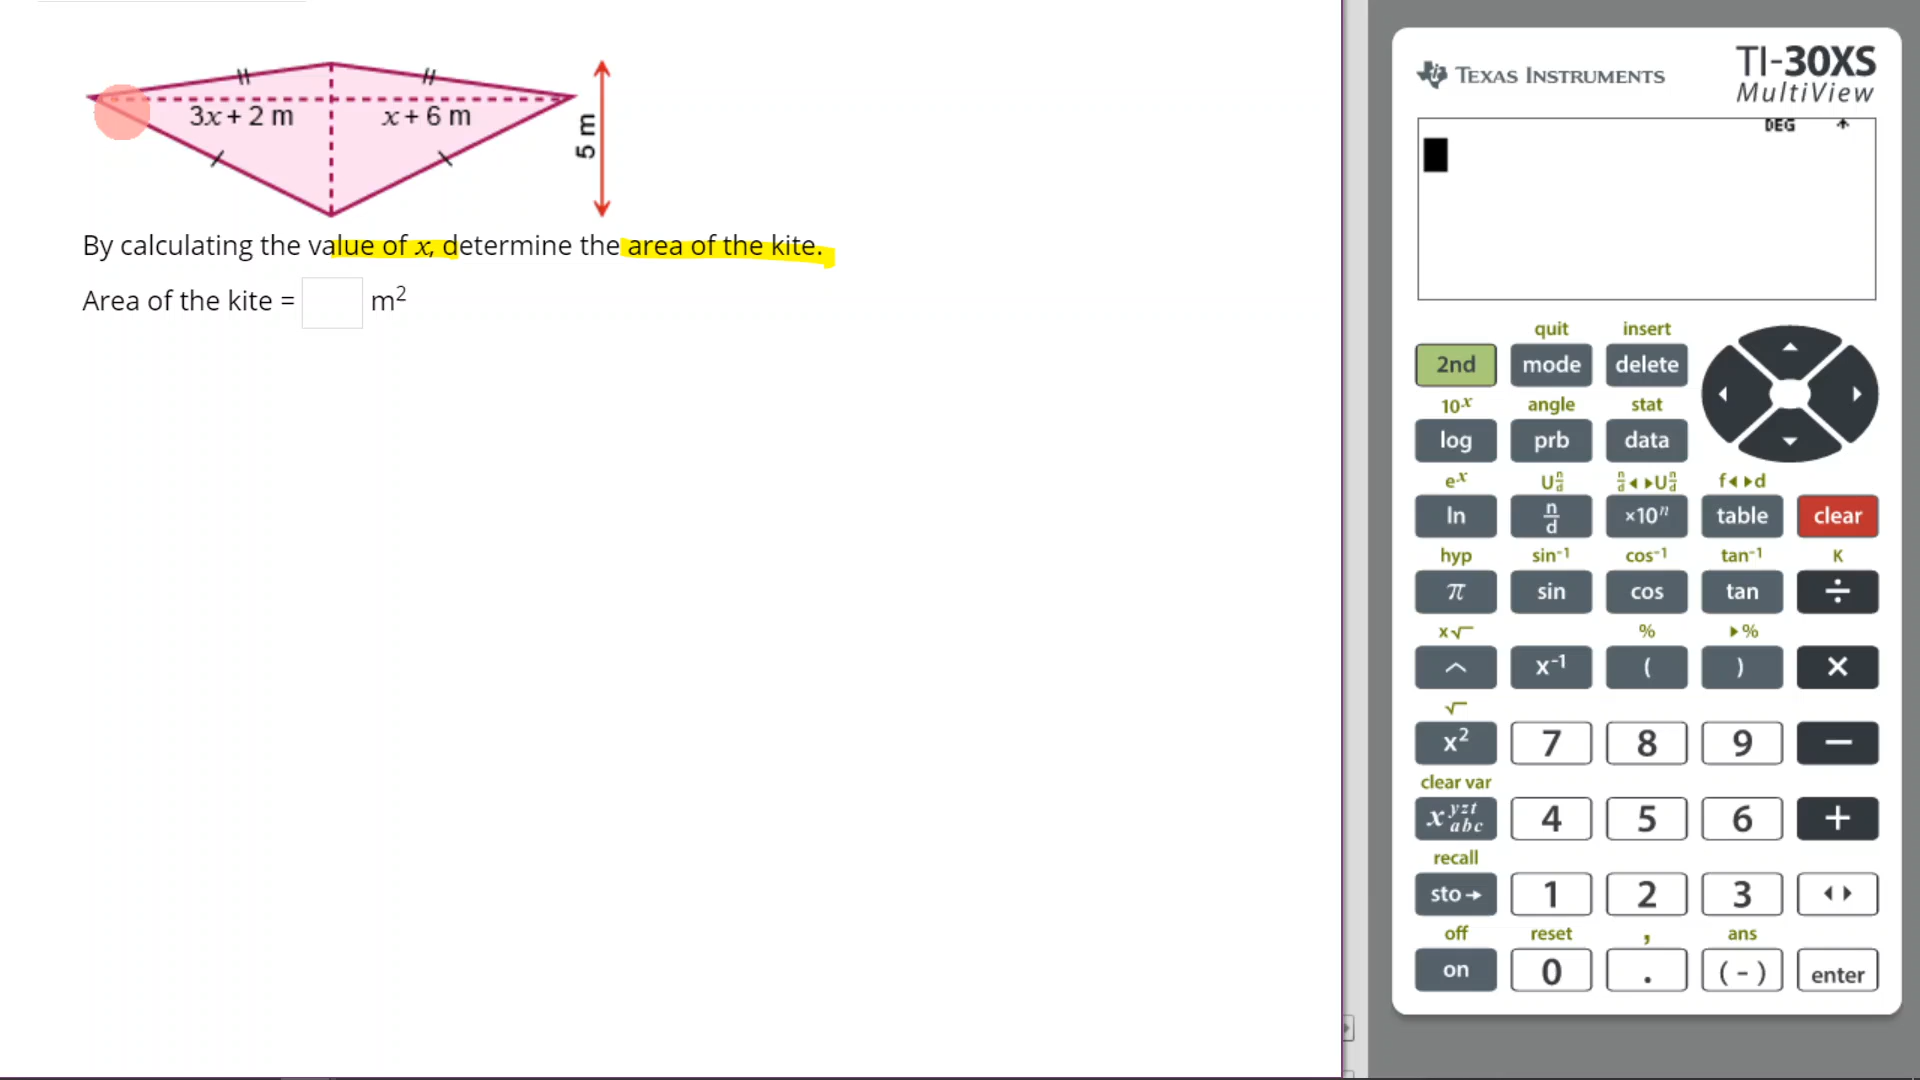 3x + 2 m
x + 6 m
5 m
By calculating the value of x, determine the area of the kite.
Area of the kite = m²
TEXAS INSTRUMENTS
TI-30XS
MultiView
DEG
quit insert
2nd mode delete
10ˣ angle stat
log prb data
eˣ U n/d n/d ◂▸U n/d f◂▸d
ln n/d ×10ⁿ table clear
hyp sin⁻¹ cos⁻¹ tan⁻¹ K
π sin cos tan ÷
x√ % ▸%
^ x⁻¹ ( ) ×
√
x² 7 8 9 −
clear var
x yzt abc 4 5 6 +
recall
sto→ 1 2 3 ◂▸
off reset , ans
on 0 . (-) enter